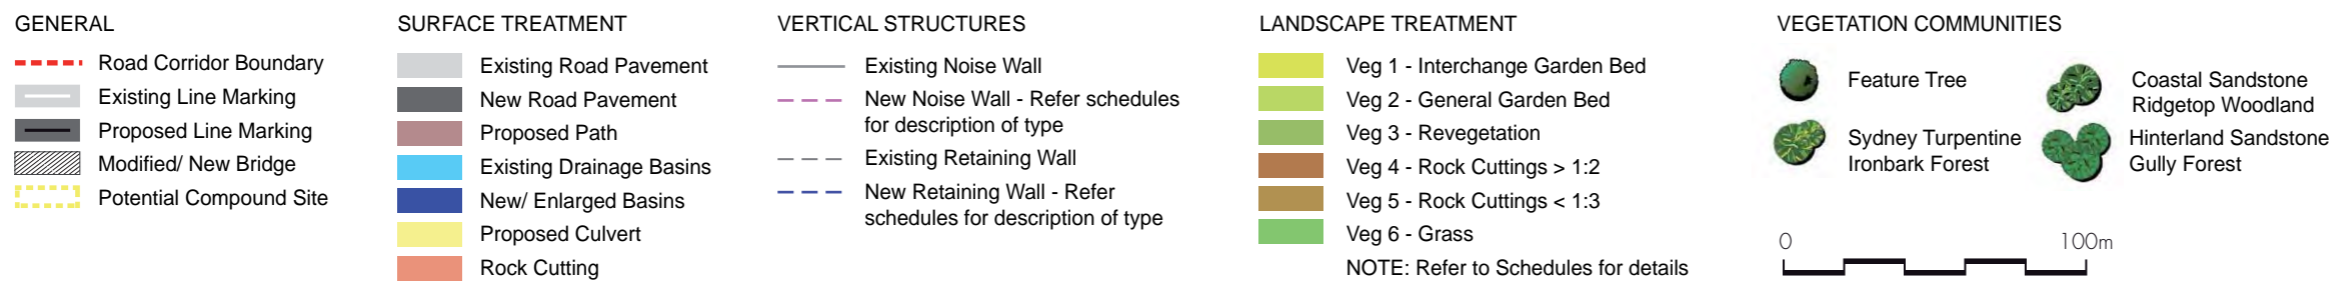 GENERAL
Road Corridor Boundary
Existing Line Marking
Proposed Line Marking
Modified/ New Bridge
Potential Compound Site
SURFACE TREATMENT
Existing Road Pavement
New Road Pavement
Proposed Path
Existing Drainage Basins
New/ Enlarged Basins
Proposed Culvert
Rock Cutting
VERTICAL STRUCTURES
Existing Noise Wall
New Noise Wall - Refer schedules
for description of type
Existing Retaining Wall
New Retaining Wall - Refer
schedules for description of type
LANDSCAPE TREATMENT
Veg 1 - Interchange Garden Bed
Veg 2 - General Garden Bed
Veg 3 - Revegetation
Veg 4 - Rock Cuttings > 1:2
Veg 5 - Rock Cuttings < 1:3
Veg 6 - Grass
NOTE: Refer to Schedules for details
VEGETATION COMMUNITIES
Feature Tree
Sydney Turpentine
Ironbark Forest
Coastal Sandstone
Ridgetop Woodland
Hinterland Sandstone
Gully Forest
0 100m